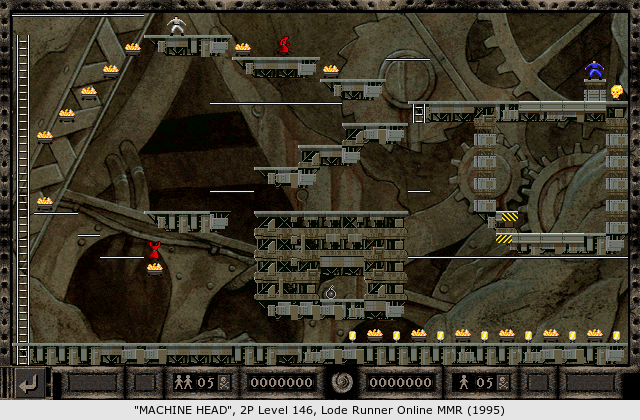 05 0000000 0000000 05
"MACHINE HEAD", 2P Level 146, Lode Runner Online MMR (1995)